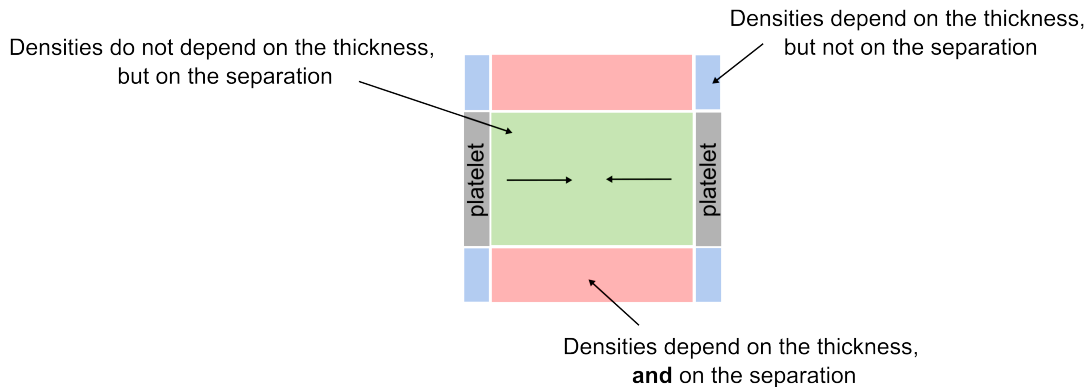 Densities depend on the thickness,
but not on the separation
Densities do not depend on the thickness,
but on the separation
platelet
platelet
Densities depend on the thickness,
and on the separation